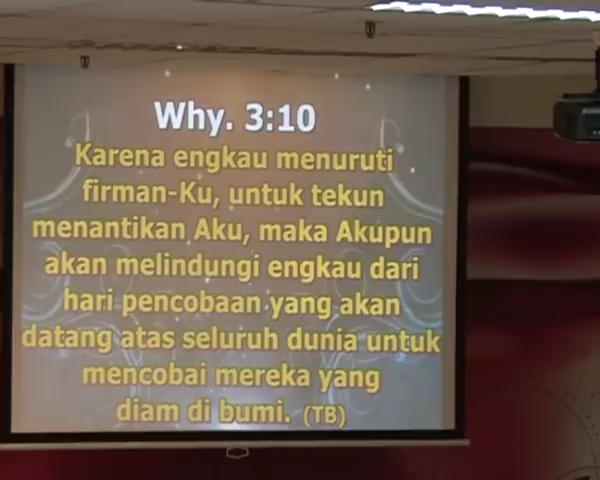 Why. 3:10
Karena engkau menuruti
firman-Ku, untuk tekun
menantikan Aku, maka Akupun
akan melindungi engkau dari
hari pencobaan yang akan
datang atas seluruh dunia untuk
mencobai mereka yang
diam di bumi. (TB)